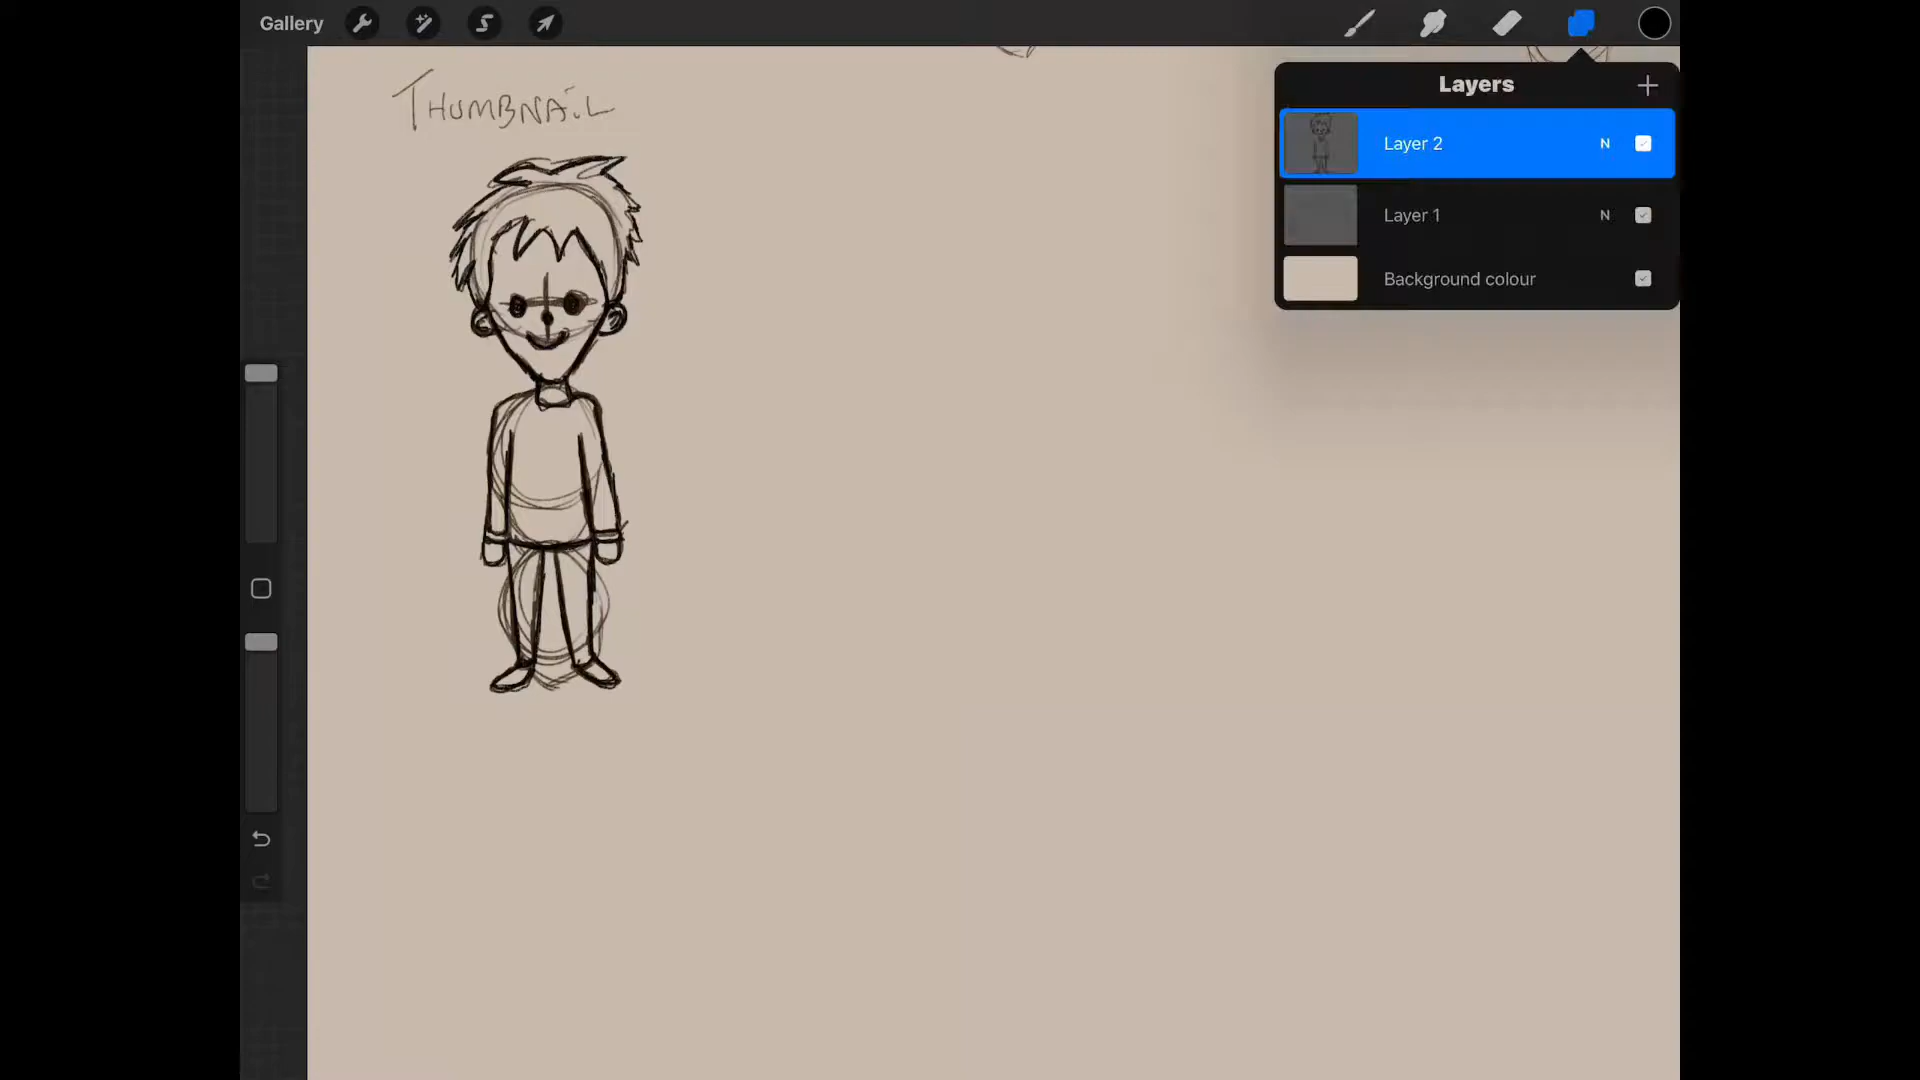 Gallery
Layers
THUMBNAiL
Layer 2 N
Layer 1 N
Background colour